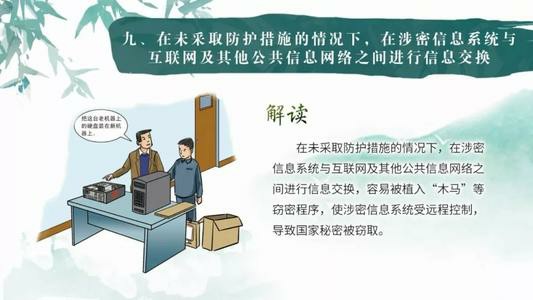 九、在未采取防护措施的情况下，在涉密信息系统与
互联网及其他公共信息网络之间进行信息交换
把这台老机器上
的硬盘装在新机
器上。
解读
在未采取防护措施的情况下，在涉密
信息系统与互联网及其他公共信息网络之
间进行信息交换，容易被植入“木马”等
窃密程序，使涉密信息系统受远程控制，
导致国家秘密被窃取。